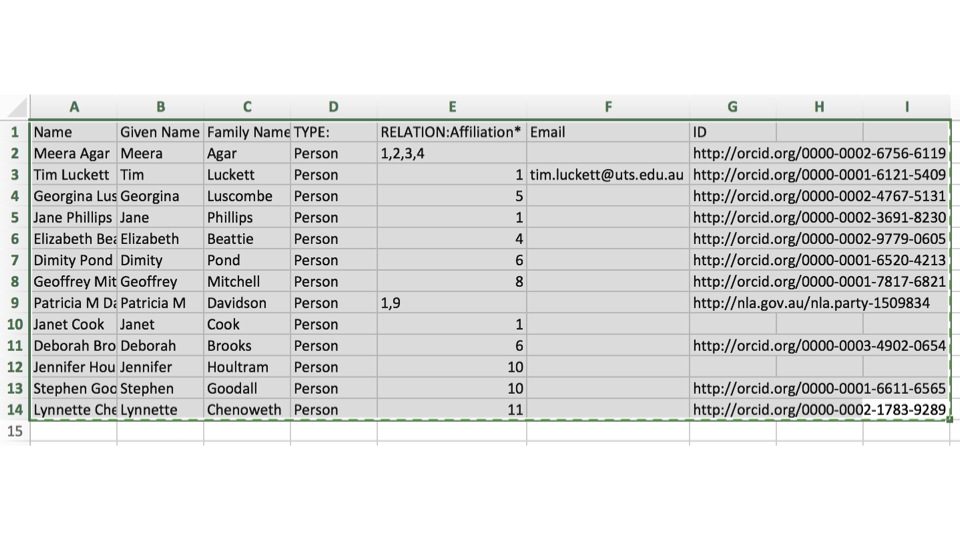 A B C D E F G H I
1 Name Given Name Family Name TYPE: RELATION:Affiliation* Email ID
2 Meera Agar Meera Agar Person 1,2,3,4 http://orcid.org/0000-0002-6756-6119
3 Tim Luckett Tim Luckett Person 1 tim.luckett@uts.edu.au http://orcid.org/0000-0001-6121-5409
4 Georgina Lus Georgina Luscombe Person 5 http://orcid.org/0000-0002-4767-5131
5 Jane Phillips Jane Phillips Person 1 http://orcid.org/0000-0002-3691-8230
6 Elizabeth Bea Elizabeth Beattie Person 4 http://orcid.org/0000-0002-9779-0605
7 Dimity Pond Dimity Pond Person 6 http://orcid.org/0000-0001-6520-4213
8 Geoffrey Mit Geoffrey Mitchell Person 8 http://orcid.org/0000-0001-7817-6821
9 Patricia M Da Patricia M Davidson Person 1,9 http://nla.gov.au/nla.party-1509834
10 Janet Cook Janet Cook Person 1
11 Deborah Bro Deborah Brooks Person 6 http://orcid.org/0000-0003-4902-0654
12 Jennifer Hou Jennifer Houltram Person 10
13 Stephen Goo Stephen Goodall Person 10 http://orcid.org/0000-0001-6611-6565
14 Lynnette Che Lynnette Chenoweth Person 11 http://orcid.org/0000-0002-1783-9289
15